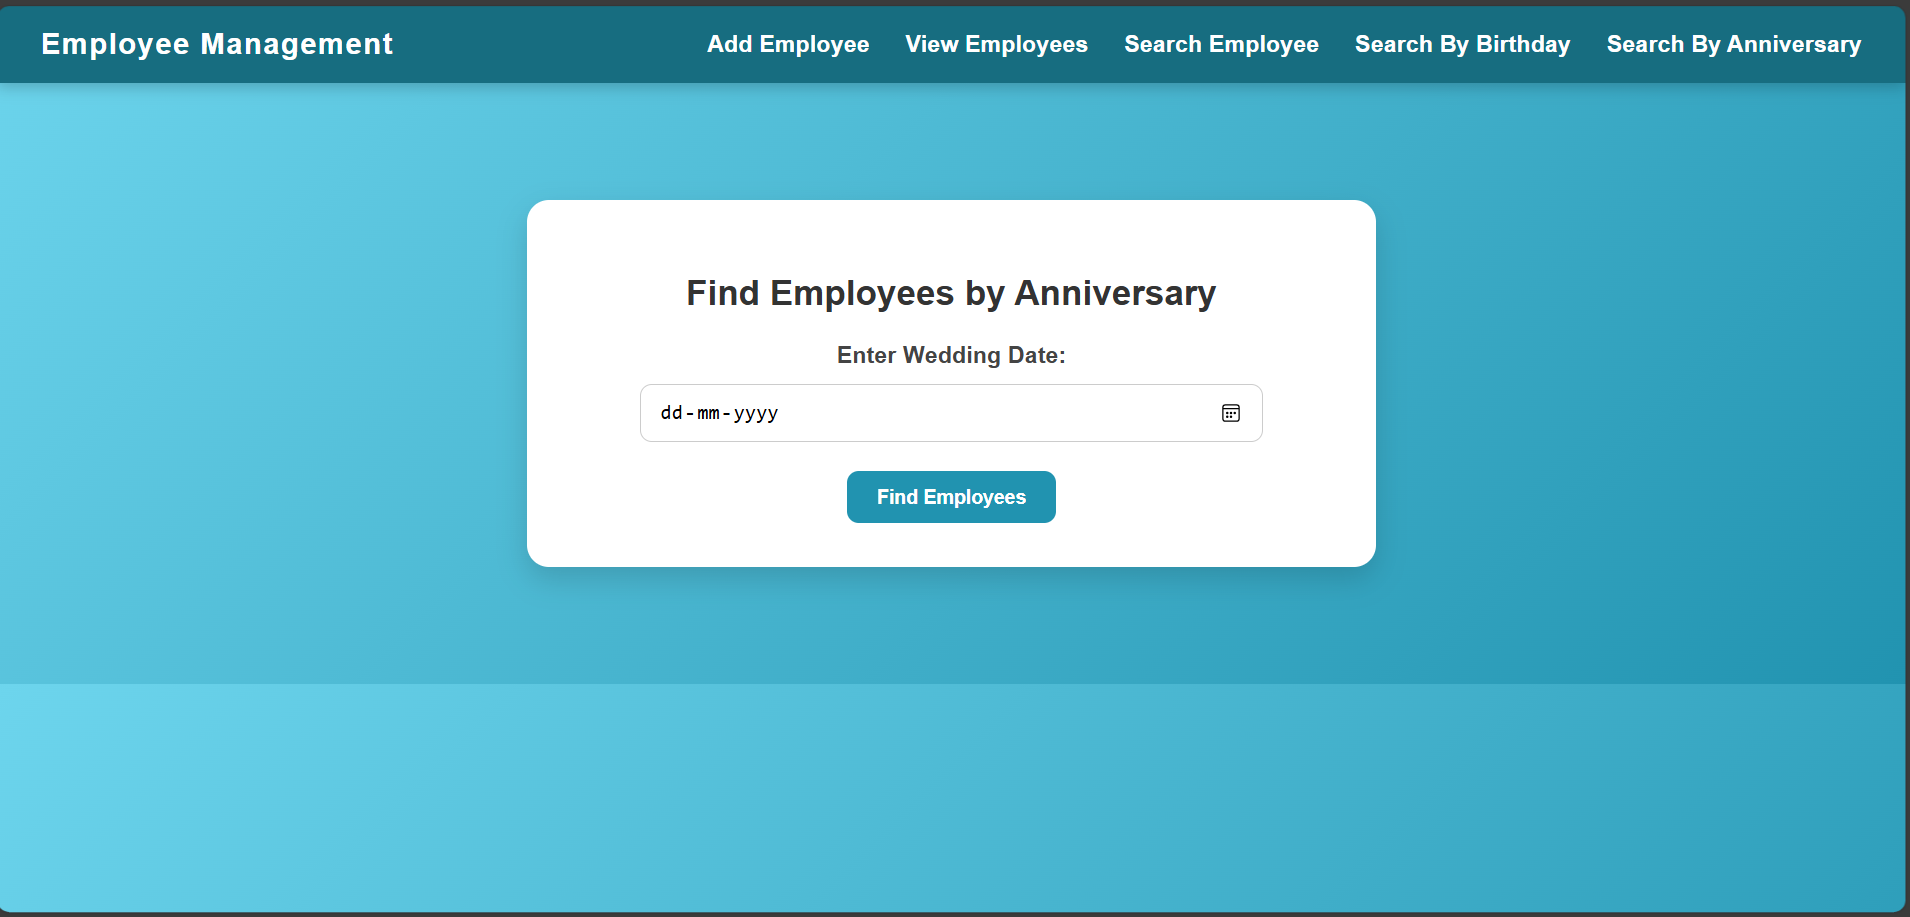 Employee Management
Add Employee View Employees Search Employee Search By Birthday Search By Anniversary
Find Employees by Anniversary
Enter Wedding Date:
dd-mm-yyyy
Find Employees